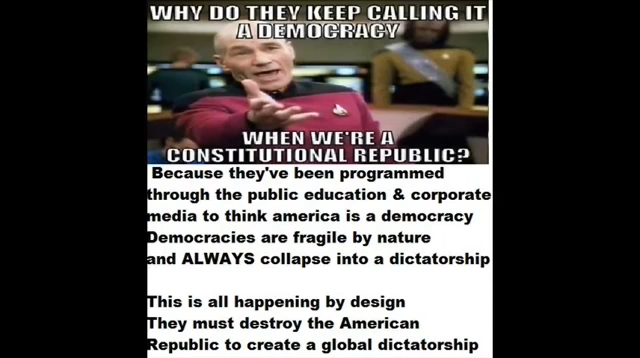 WHY DO THEY KEEP CALLING IT
A DEMOCRACY
WHEN WE'RE A
CONSTITUTIONAL REPUBLIC?
Because they've been programmed
through the public education & corporate
media to think america is a democracy
Democracies are fragile by nature
and ALWAYS collapse into a dictatorship
This is all happening by design
They must destroy the American
Republic to create a global dictatorship